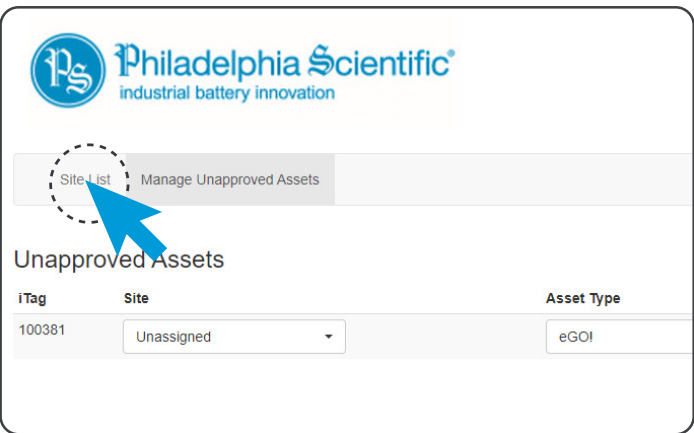 PS
Philadelphia Scientific®
industrial battery innovation
Site List Manage Unapproved Assets
Unapproved Assets
iTag Site Asset Type
100381 Unassigned eGO!